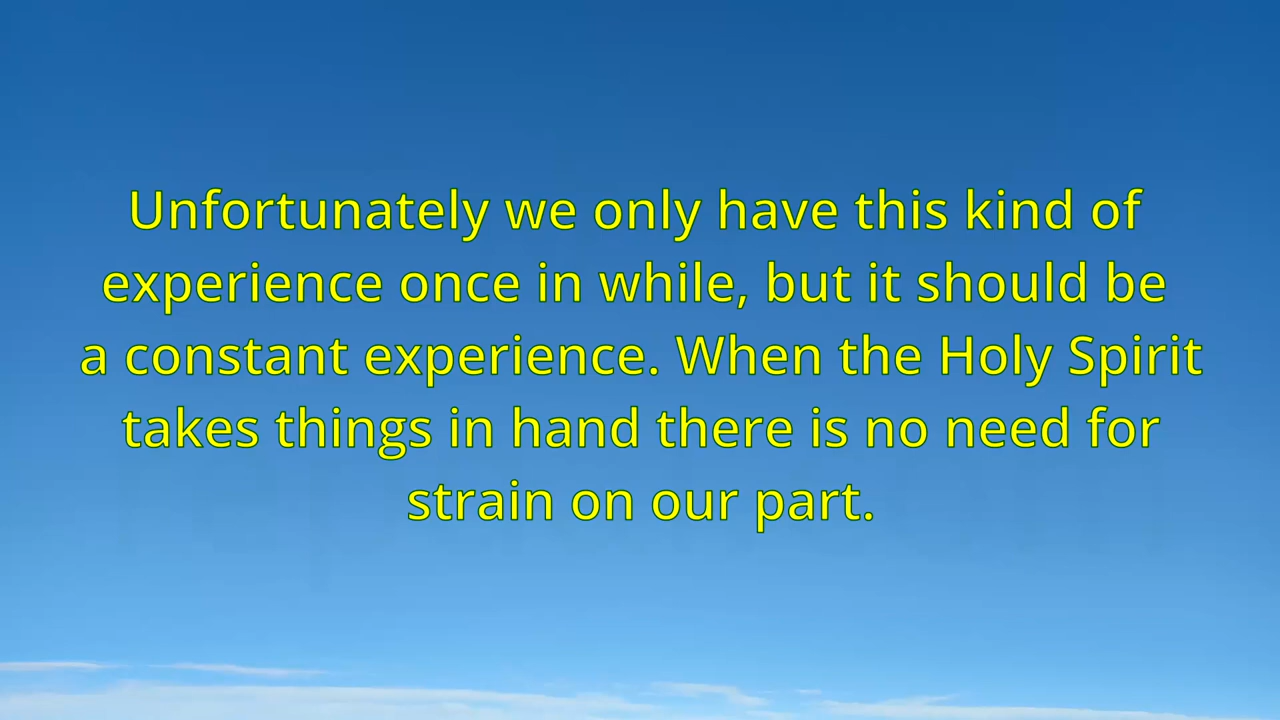 Unfortunately we only have this kind of
experience once in while, but it should be
a constant experience. When the Holy Spirit
takes things in hand there is no need for
strain on our part.